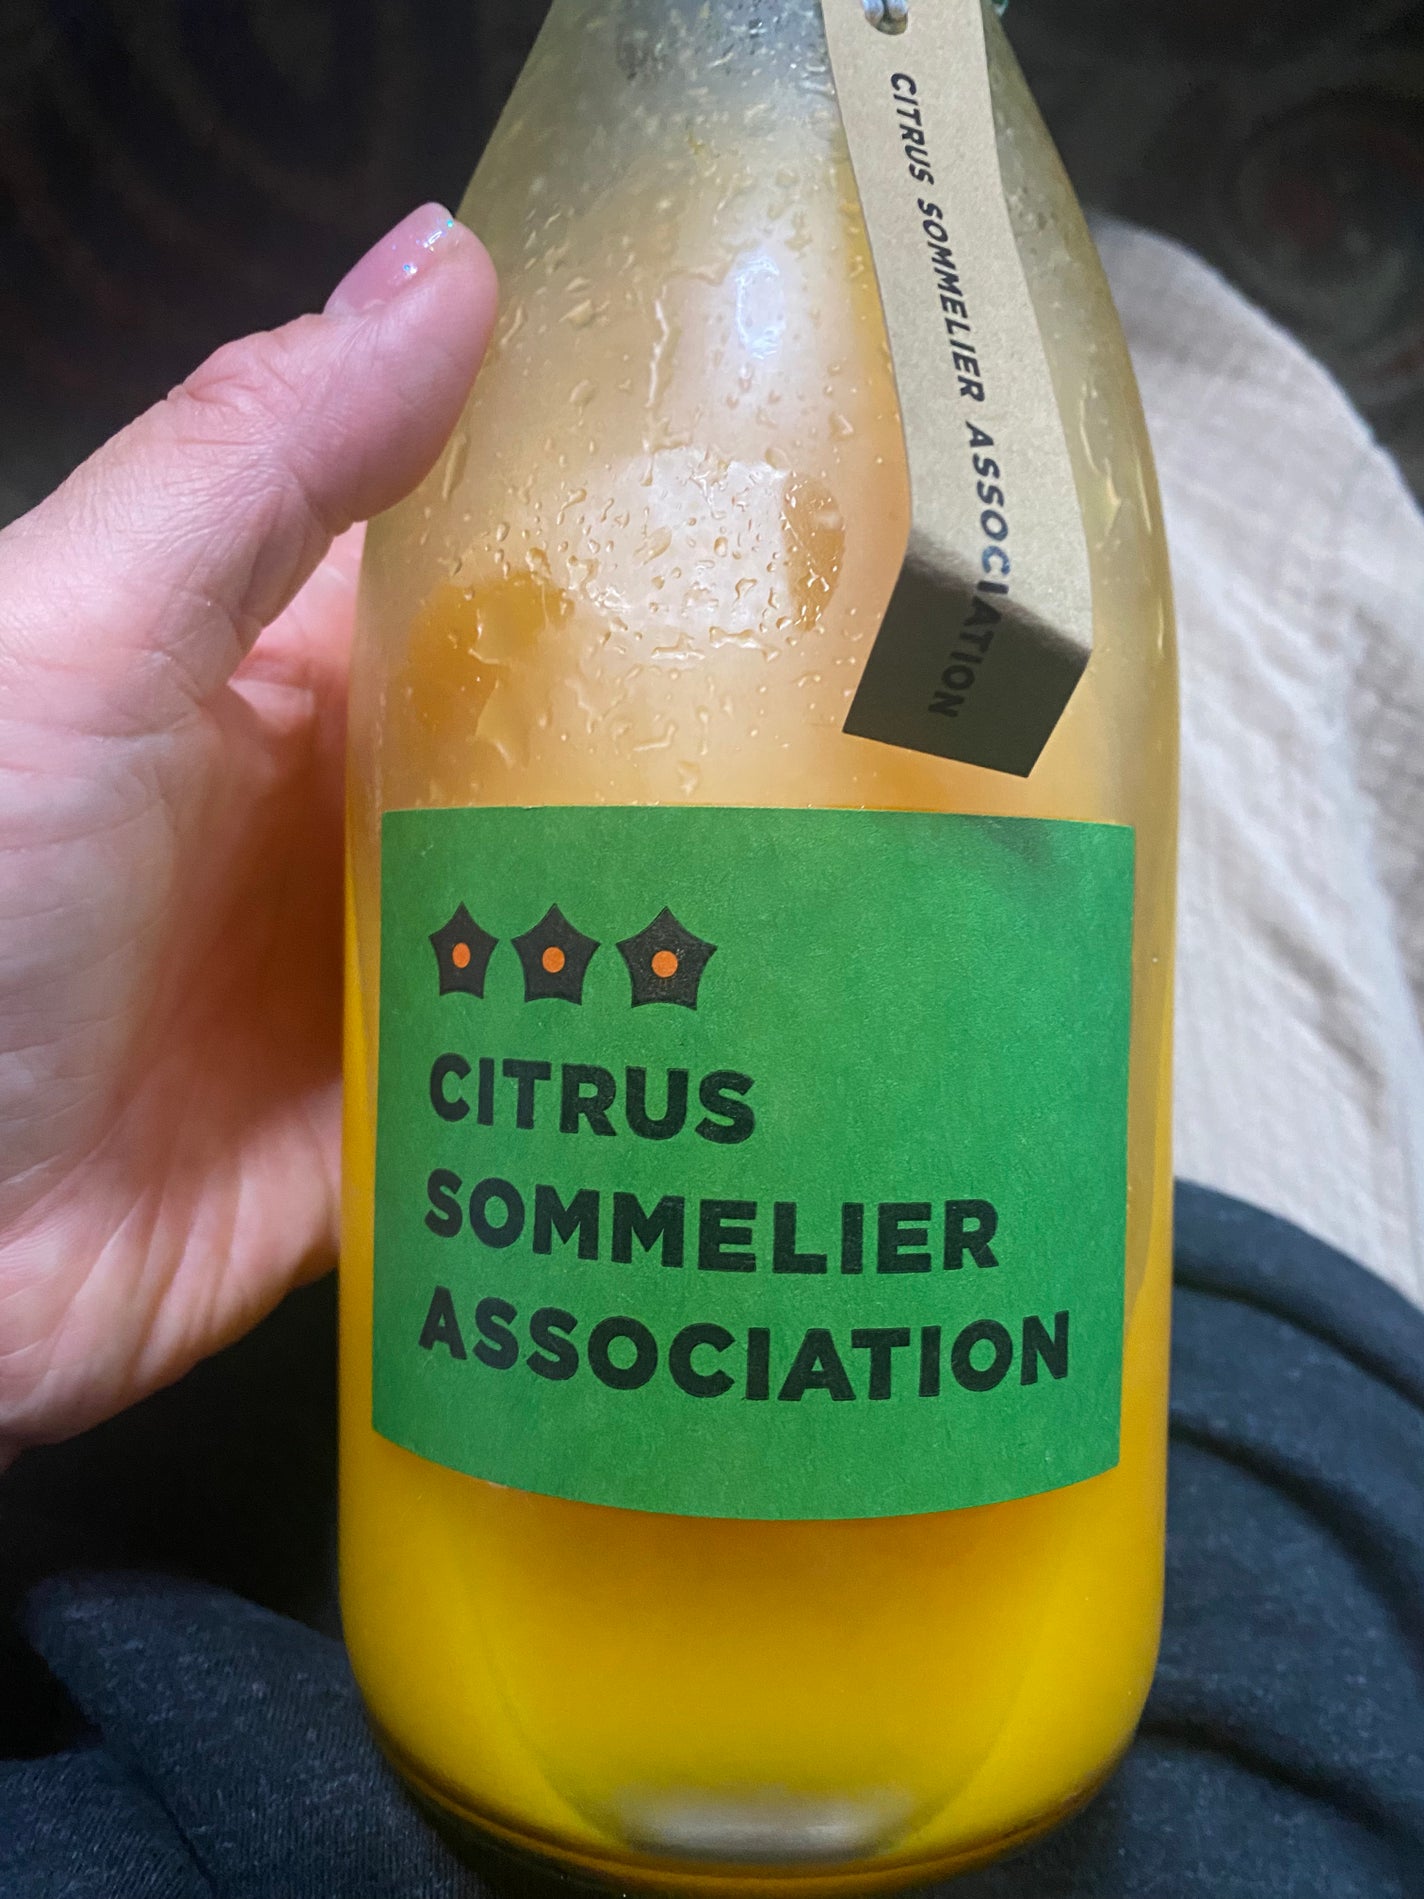 CITRUS SOMMELIER ASSOCIATION
CITRUS
SOMMELIER
ASSOCIATION